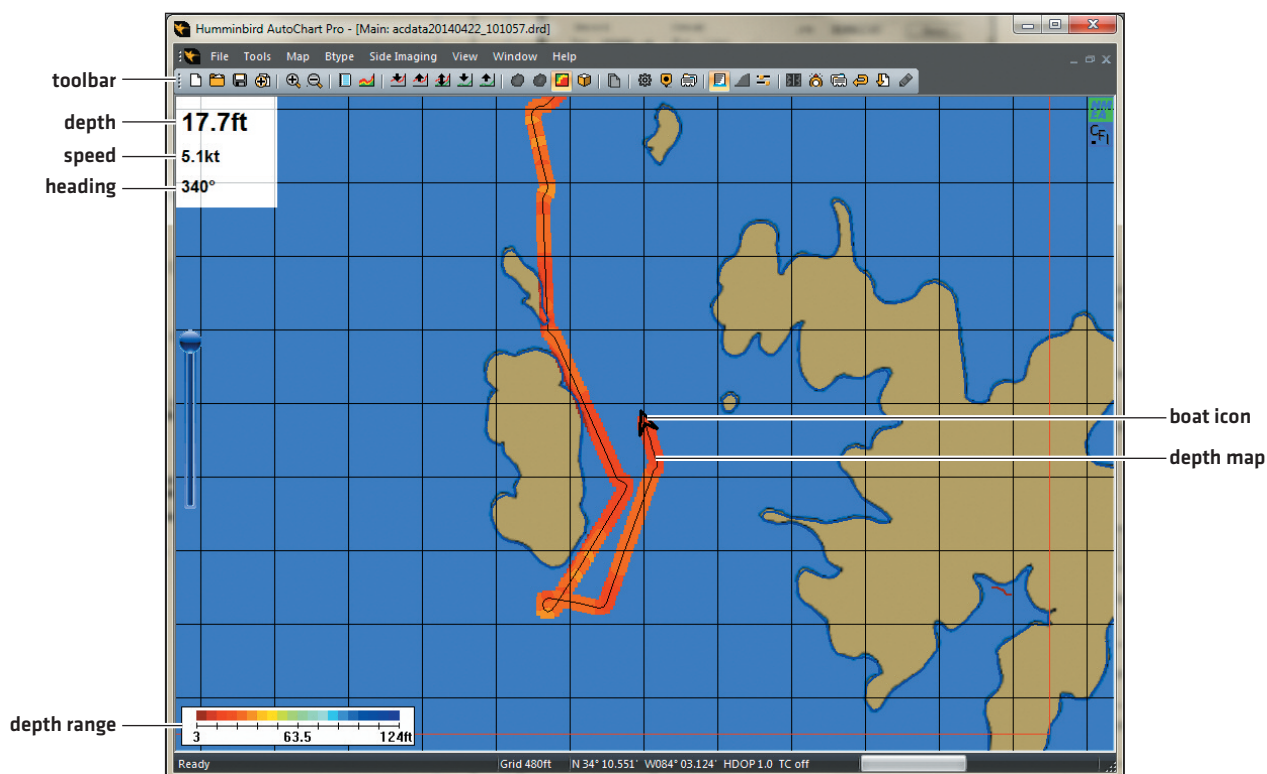 Humminbird AutoChart Pro - [Main: acdata20140422_101057.drd]
File Tools Map Btype Side Imaging View Window Help
toolbar
depth
17.7ft
speed
5.1kt
heading
340°
boat icon
depth map
depth range
3 63.5 124ft
Ready Grid 480ft N 34° 10.551' W084° 03.124' HDOP 1.0 TC off